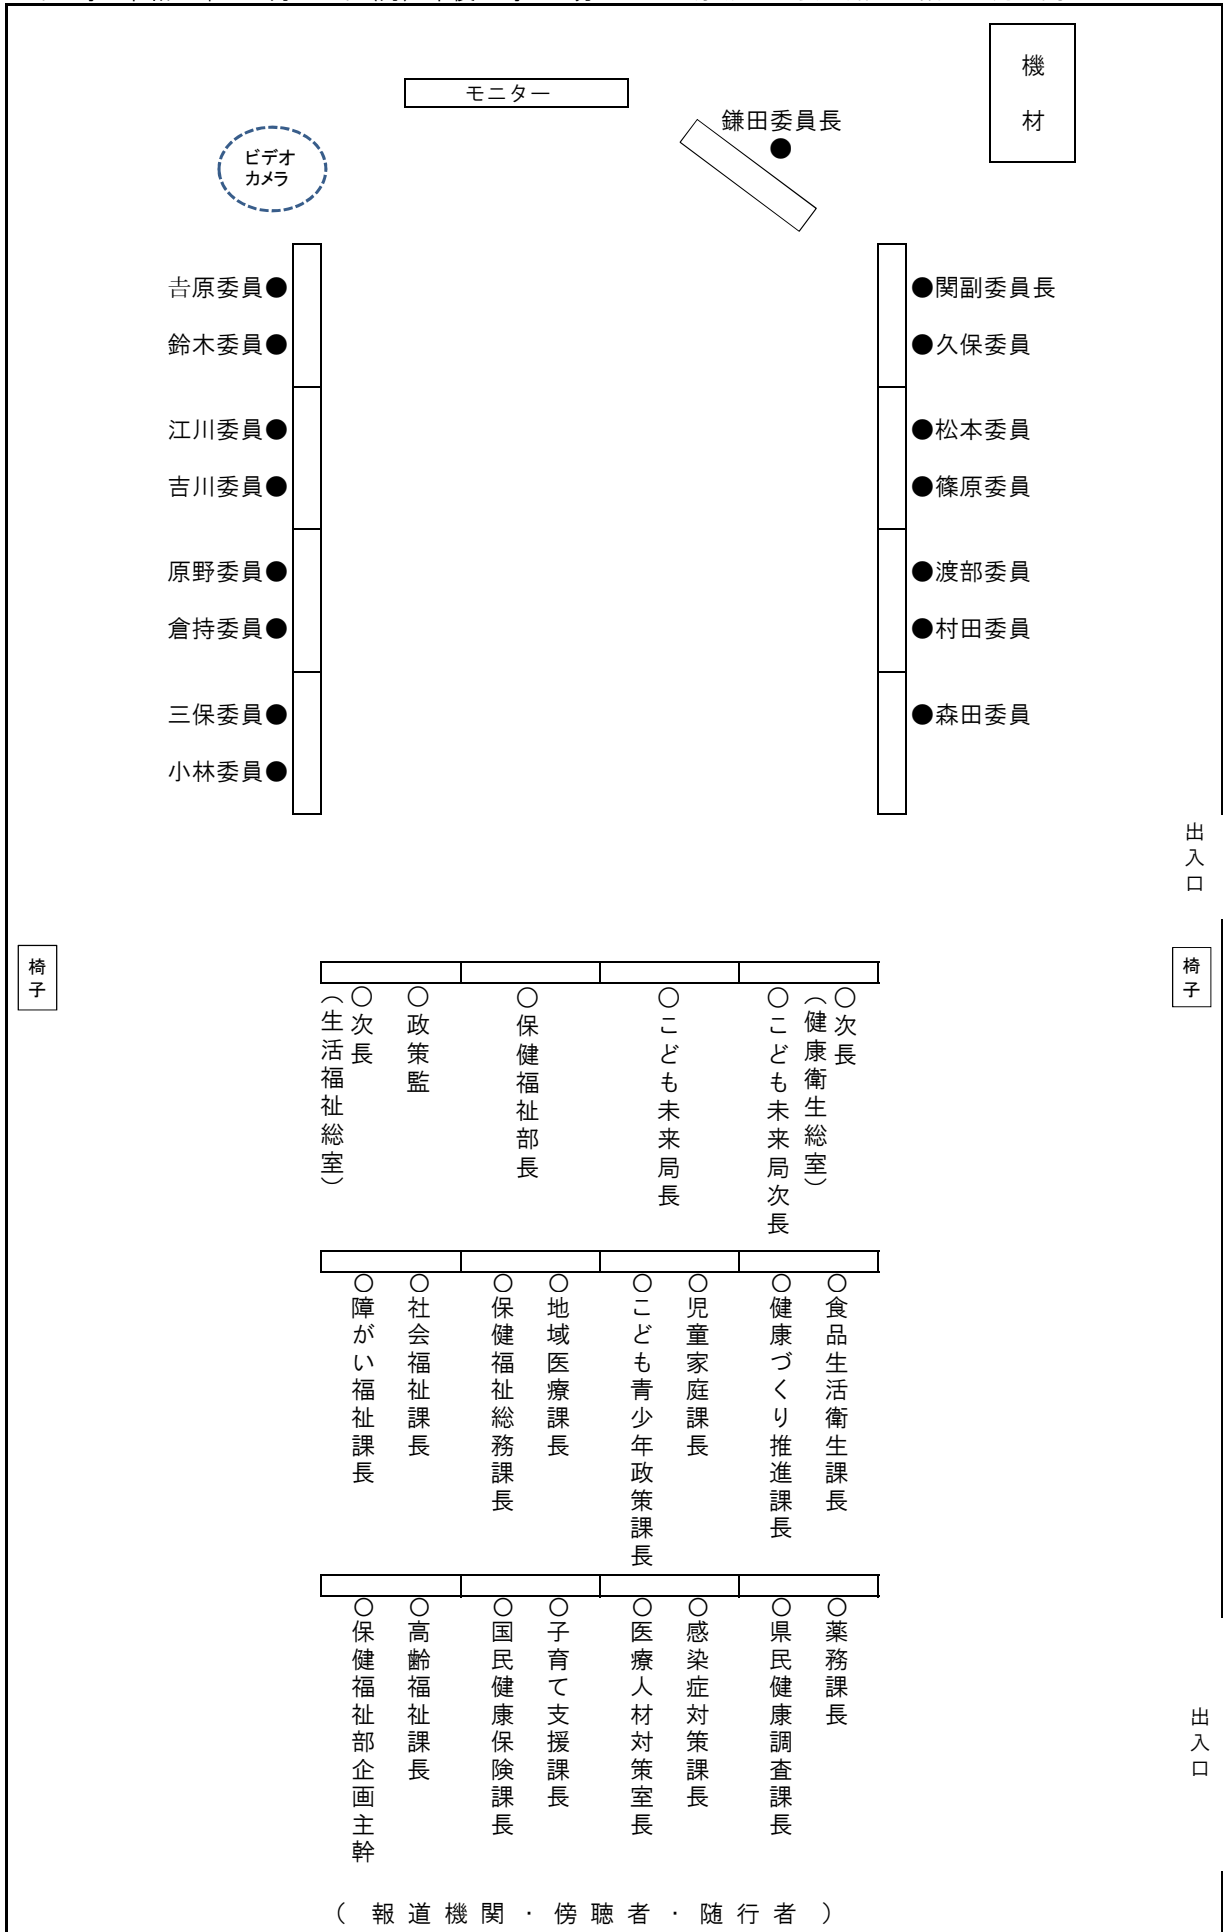 機材
モニター
鎌田委員長
ビデオ
カメラ
𠮷原委員●
鈴木委員●
江川委員●
吉川委員●
原野委員●
倉持委員●
三保委員●
小林委員●
●関副委員長
●久保委員
●松本委員
●篠原委員
●渡部委員
●村田委員
●森田委員
出入口
椅子
椅子
○次長
（生活福祉総室）
○政策監
○保健福祉部長
○こども未来局長
○こども未来局次長
○次長
（健康衛生総室）
○障がい福祉課長
○社会福祉課長
○保健福祉総務課長
○地域医療課長
○こども青少年政策課長
○児童家庭課長
○健康づくり推進課長
○食品生活衛生課長
○保健福祉部企画主幹
○高齢福祉課長
○国民健康保険課長
○子育て支援課長
○医療人材対策室長
○感染症対策課長
○県民健康調査課長
○薬務課長
出入口
（ 報道機関・傍聴者・随行者 ）